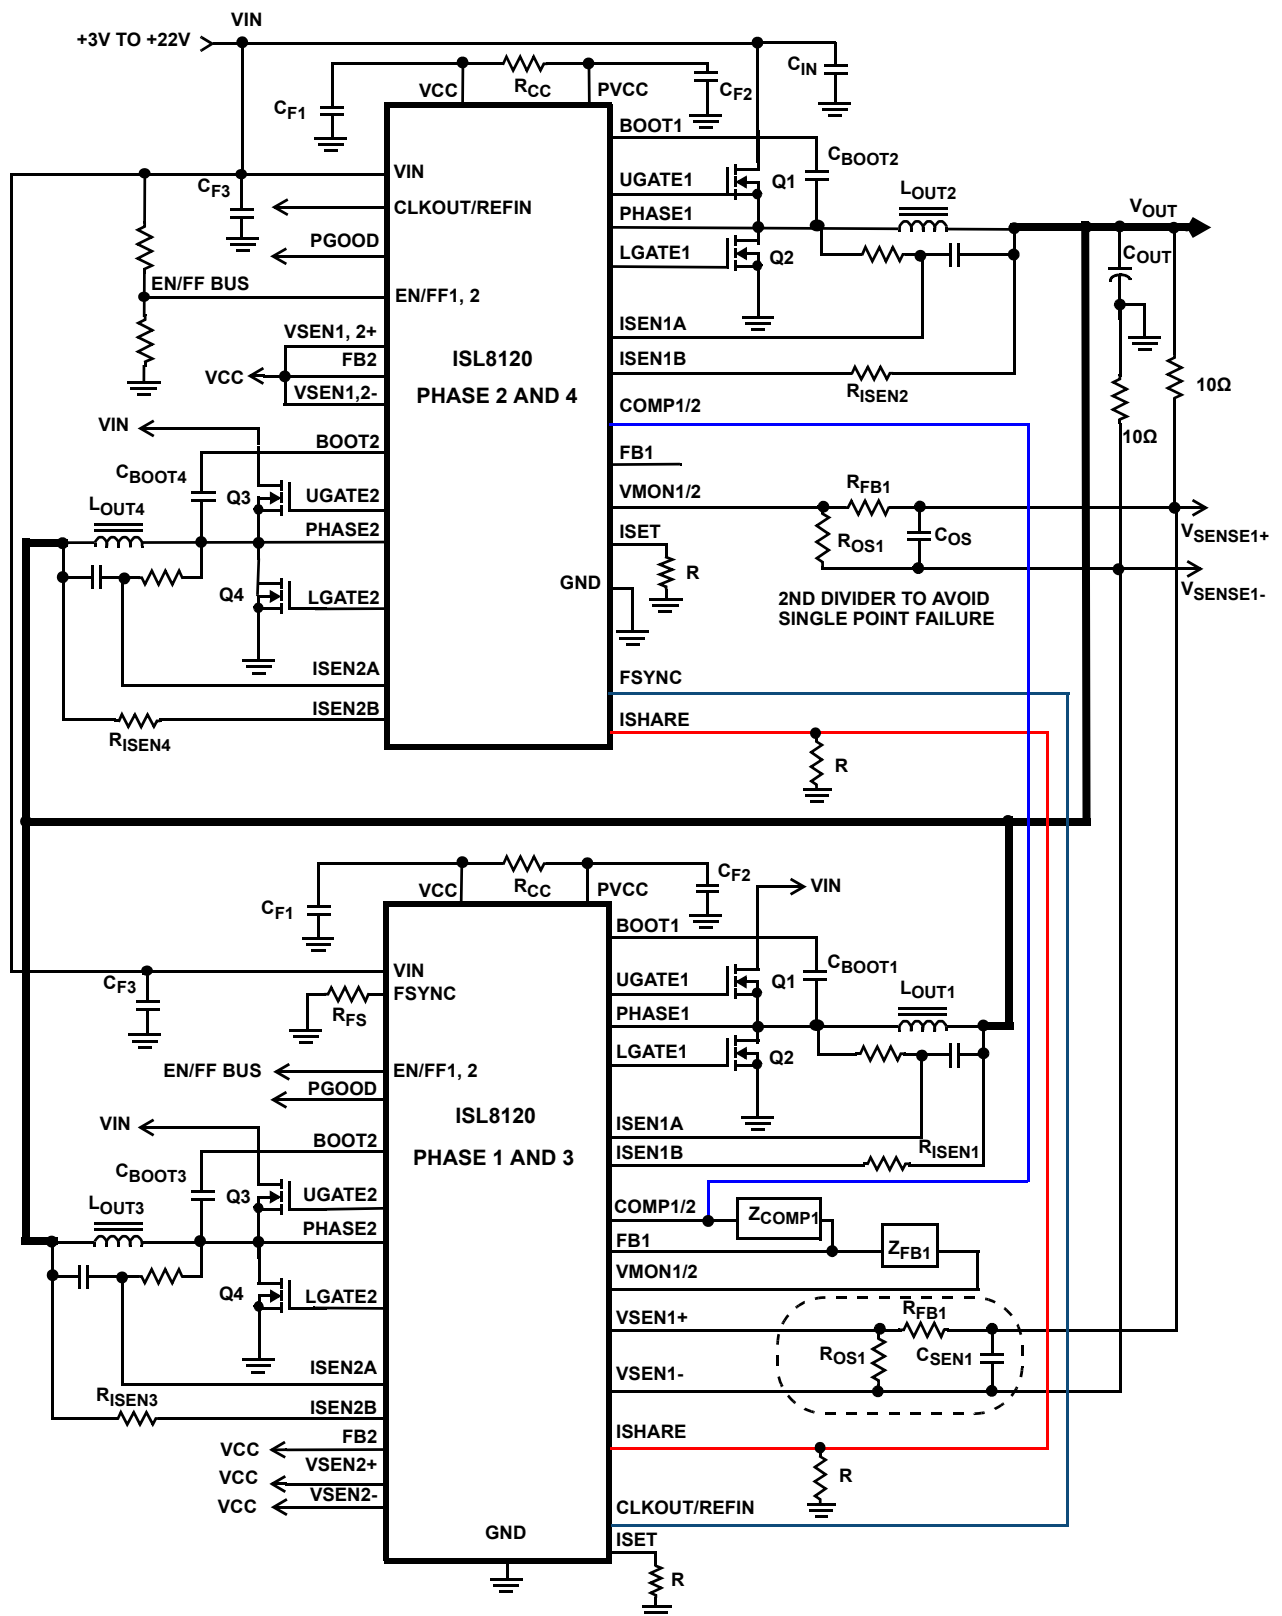 VIN
+3V TO +22V
CIN
RCC
VCC
PVCC
CF1
CF2
BOOT1
CBOOT2
VIN
CF3
UGATE1
Q1
LOUT2
CLKOUT/REFIN
PHASE1
VOUT
PGOOD
LGATE1
Q2
COUT
EN/FF BUS
EN/FF1, 2
VSEN1, 2+
ISEN1A
FB2
ISL8120
ISEN1B
VCC
VSEN1,2-
PHASE 2 AND 4
RISEN2
10Ω
COMP1/2
VIN
BOOT2
10Ω
FB1
CBOOT4
RFB1
Q3
UGATE2
VMON1/2
LOUT4
PHASE2
ISET
ROS1
COS
VSENSE1+
R
GND
Q4
LGATE2
VSENSE1-
2ND DIVIDER TO AVOID
SINGLE POINT FAILURE
ISEN2A
FSYNC
ISEN2B
ISHARE
RISEN4
R
RCC
VCC
PVCC
CF2
VIN
CF1
BOOT1
CBOOT1
VIN
CF3
FSYNC
UGATE1
Q1
LOUT1
RFS
PHASE1
LGATE1
Q2
EN/FF BUS
EN/FF1, 2
PGOOD
ISL8120
VIN
ISEN1A
BOOT2
ISEN1B
RISEN1
PHASE 1 AND 3
CBOOT3
Q3
UGATE2
LOUT3
COMP1/2
ZCOMP1
PHASE2
FB1
ZFB1
VMON1/2
Q4
LGATE2
RFB1
VSEN1+
ROS1
CSEN1
ISEN2A
VSEN1-
RISEN3
ISEN2B
FB2
ISHARE
VCC
VSEN2+
VCC
R
VSEN2-
VCC
CLKOUT/REFIN
GND
ISET
R